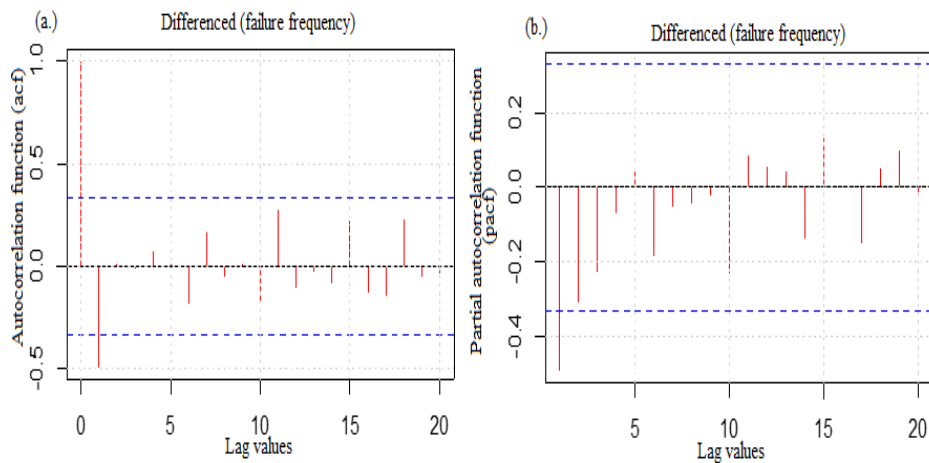 (a.)
Differenced (failure frequency)
Autocorrelation function (acf)
1.0
0.5
0.0
-0.5
0
5
10
15
20
Lag values
(b.)
Differenced (failure frequency)
Partial autocorrelation function
(pacf)
0.2
0.0
-0.2
-0.4
5
10
15
20
Lag values